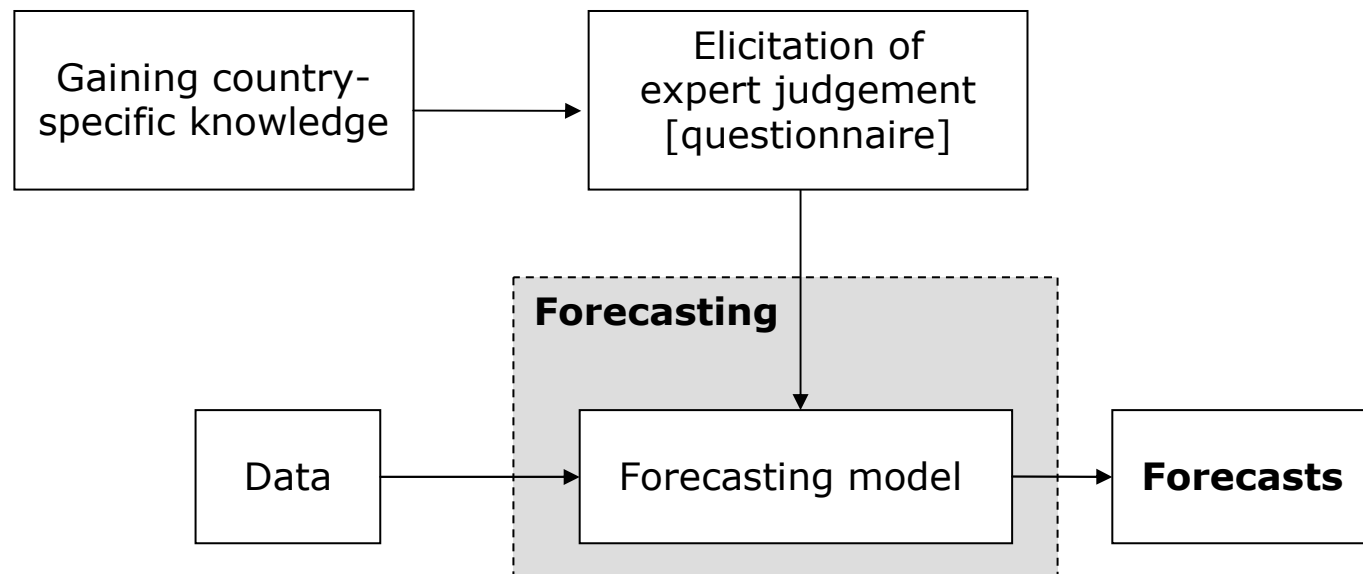 Gaining country-
specific knowledge
Elicitation of
expert judgement
[questionnaire]
Forecasting
Data
Forecasting model
Forecasts